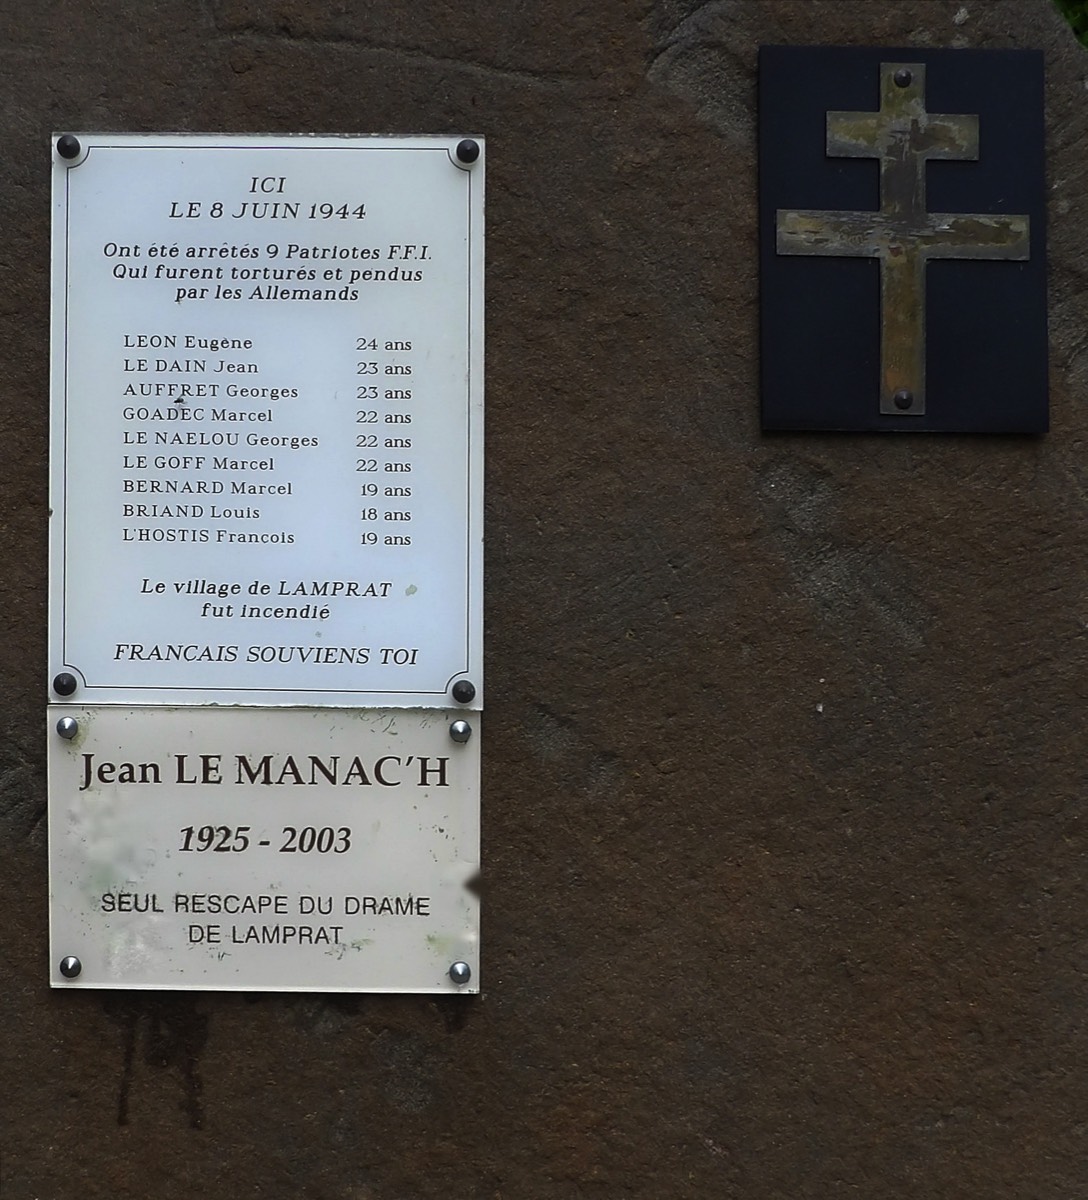 ICI
LE 8 JUIN 1944
Ont été arrêtés 9 Patriotes F.F.I.
Qui furent torturés et pendus
par les Allemands
LEON Eugène 24 ans
LE DAIN Jean 23 ans
AUFFRET Georges 23 ans
GOADEC Marcel 22 ans
LE NAELOU Georges 22 ans
LE GOFF Marcel 22 ans
BERNARD Marcel 19 ans
BRIAND Louis 18 ans
L'HOSTIS Francois 19 ans
Le village de LAMPRAT
fut incendié
FRANCAIS SOUVIENS TOI
Jean LE MANAC'H
1925 - 2003
SEUL RESCAPE DU DRAME
DE LAMPRAT